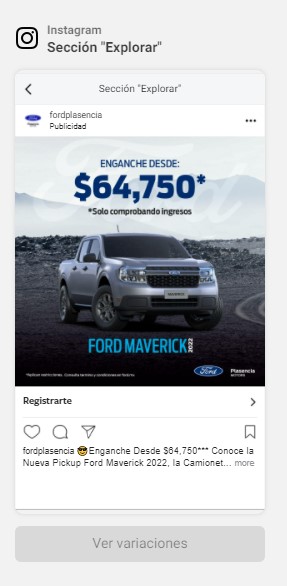 Instagram
Sección "Explorar"
Sección "Explorar"
fordplasencia
Publicidad
ENGANCHE DESDE:
$64,750*
*Solo comprobando ingresos
FORD MAVERICK 2022
Ford
Plasencia
Registrarte
fordplasencia 😎Enganche Desde $64,750*** Conoce la
Nueva Pickup Ford Maverick 2022, la Camionet... more
Ver variaciones